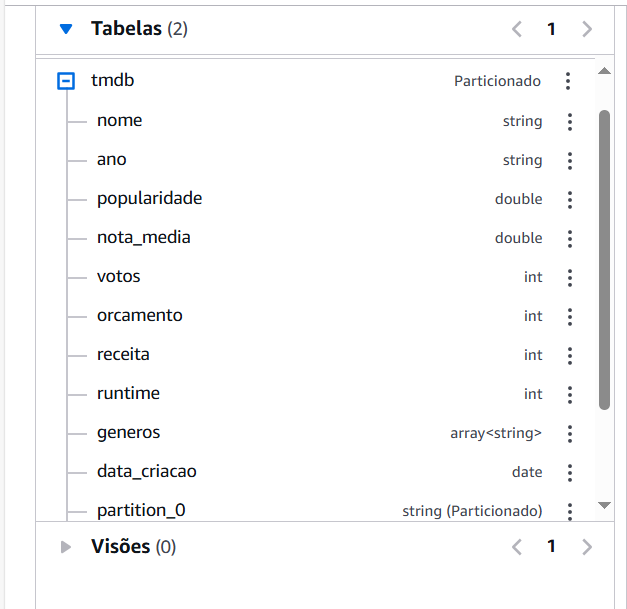 Tabelas (2) 1
tmdb Particionado
nome string
ano string
popularidade double
nota_media double
votos int
orcamento int
receita int
runtime int
generos array<string>
data_criacao date
partition_0 string (Particionado)
Visões (0) 1